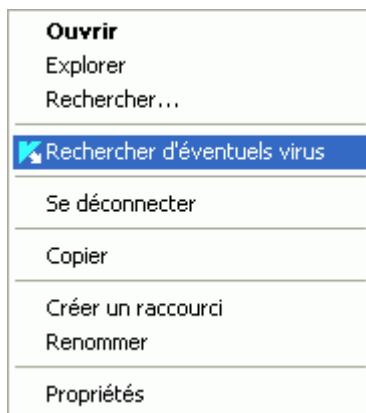 Ouvrir
Explorer
Rechercher...
Rechercher d'éventuels virus
Se déconnecter
Copier
Créer un raccourci
Renommer
Propriétés